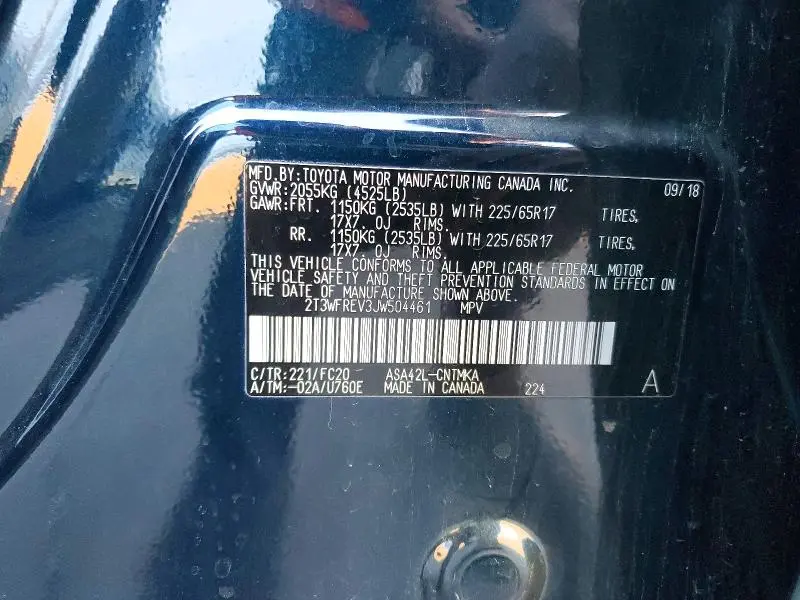 MFD.BY:TOYOTA MOTOR MANUFACTURING CANADA INC. 09/18
GVWR:2055KG (4525LB)
GAWR:FRT. 1150KG (2535LB) WITH 225/65R17 TIRES,
17X7.0J RIMS.
RR. 1150KG (2535LB) WITH 225/65R17 TIRES,
17X7.0J RIMS.
THIS VEHICLE CONFORMS TO ALL APPLICABLE FEDERAL MOTOR
VEHICLE SAFETY AND THEFT PREVENTION STANDARDS IN EFFECT ON
THE DATE OF MANUFACTURE SHOWN ABOVE.
2T3WFREV3JW504461 MPV
C/TR:221/FC20 ASA42L-CNTMKA
A/TM:-02A/U760E MADE IN CANADA 224 A